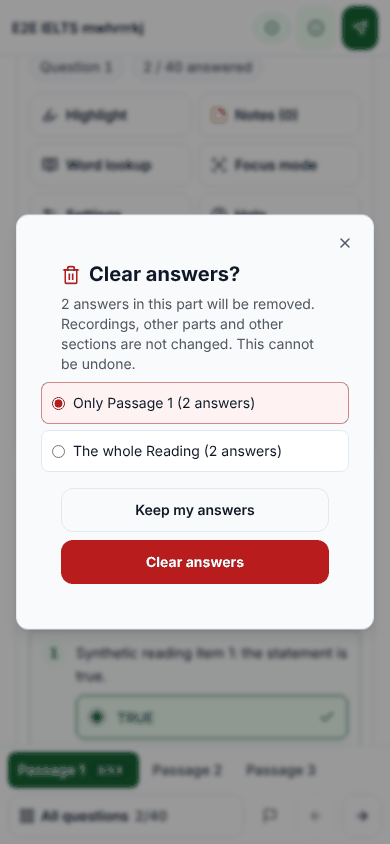 E2E IELTS mwhrrrkj
Question 1
2 / 40 answered
Highlight
Notes (0)
Word lookup
Focus mode
Settings
Help
Clear answers?
2 answers in this part will be removed.
Recordings, other parts and other
sections are not changed. This cannot
be undone.
Only Passage 1 (2 answers)
The whole Reading (2 answers)
Keep my answers
Clear answers
1
Synthetic reading item 1: the statement is
true.
TRUE
Passage 1
Passage 2
Passage 3
All questions 2/40